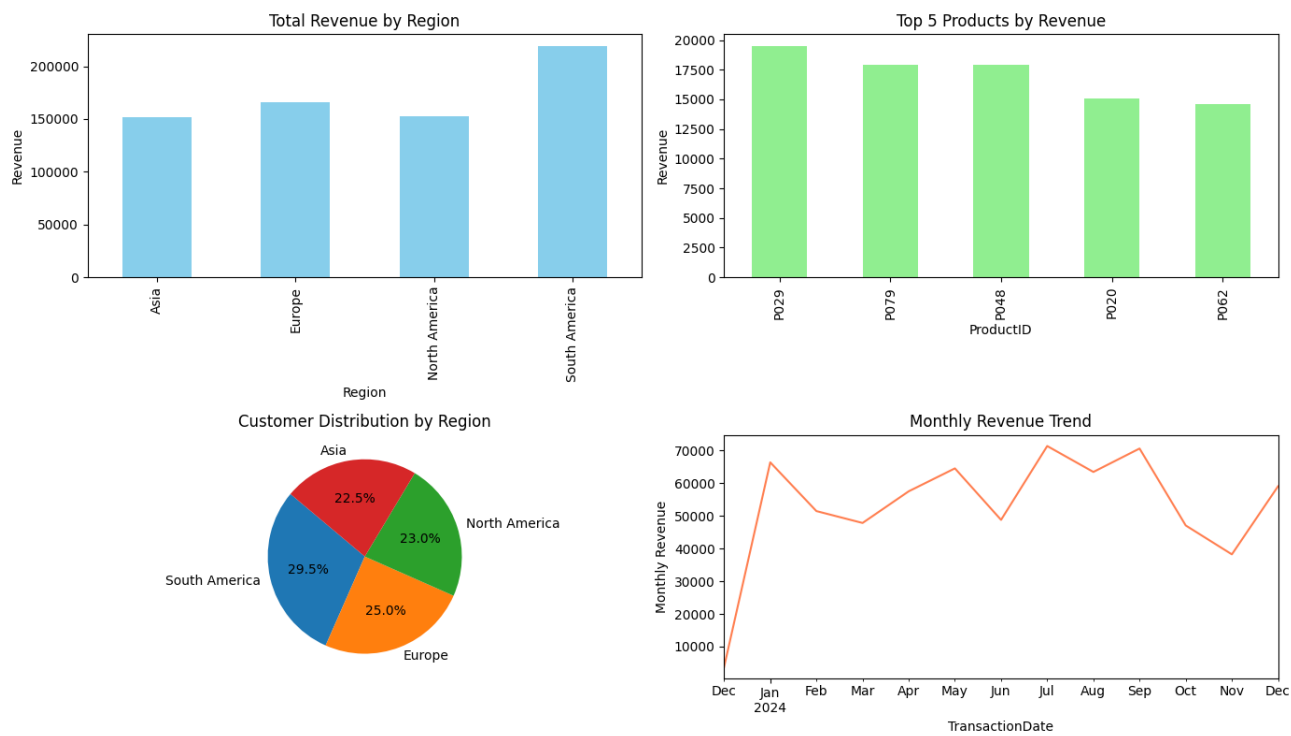 Total Revenue by Region
Revenue
200000
150000
100000
50000
0
Asia
Europe
North America
South America
Region
Top 5 Products by Revenue
Revenue
20000
17500
15000
12500
10000
7500
5000
2500
0
P029
P079
P048
P020
P062
ProductID
Customer Distribution by Region
Asia
22.5%
North America
23.0%
South America
29.5%
25.0%
Europe
Monthly Revenue Trend
Monthly Revenue
70000
60000
50000
40000
30000
20000
10000
Dec Jan Feb Mar Apr May Jun Jul Aug Sep Oct Nov Dec
2024
TransactionDate